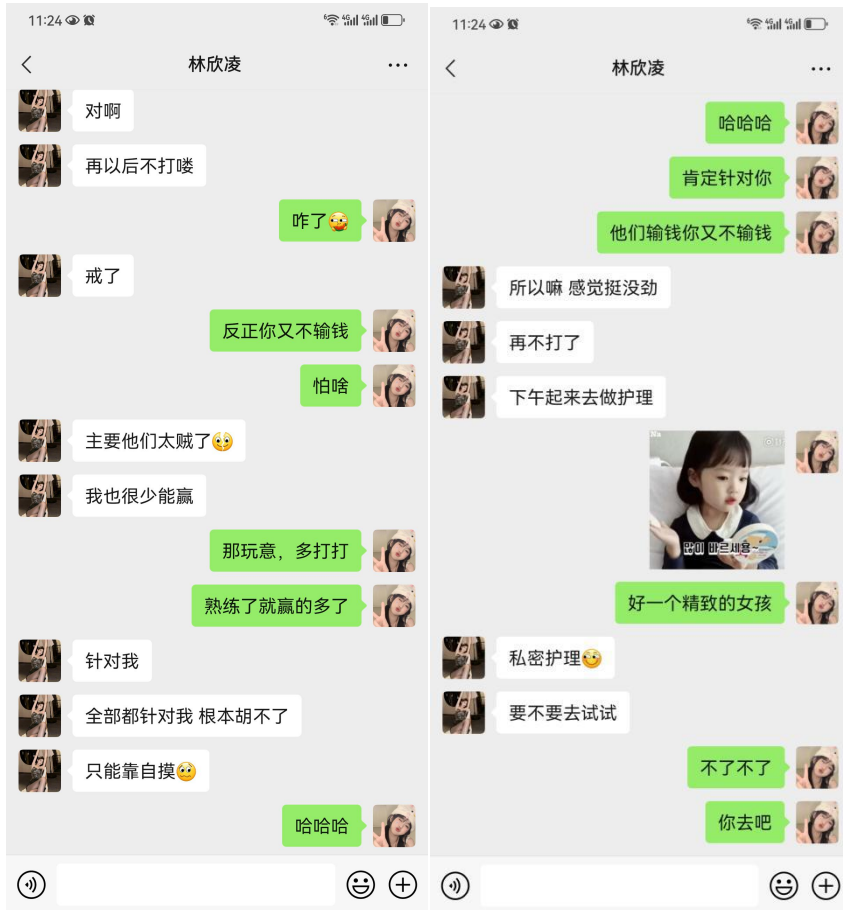 11:24
林欣凌
对啊
再以后不打喽
咋了
戒了
反正你又不输钱
怕啥
主要他们太贼了
我也很少能赢
那玩意，多打打
熟练了就赢的多了
针对我
全部都针对我 根本胡不了
只能靠自摸
哈哈哈
11:24
林欣凌
哈哈哈
肯定针对你
他们输钱你又不输钱
所以嘛 感觉挺没劲
再不打了
下午起来去做护理
많이 바르세용~
好一个精致的女孩
私密护理
要不要去试试
不了不了
你去吧